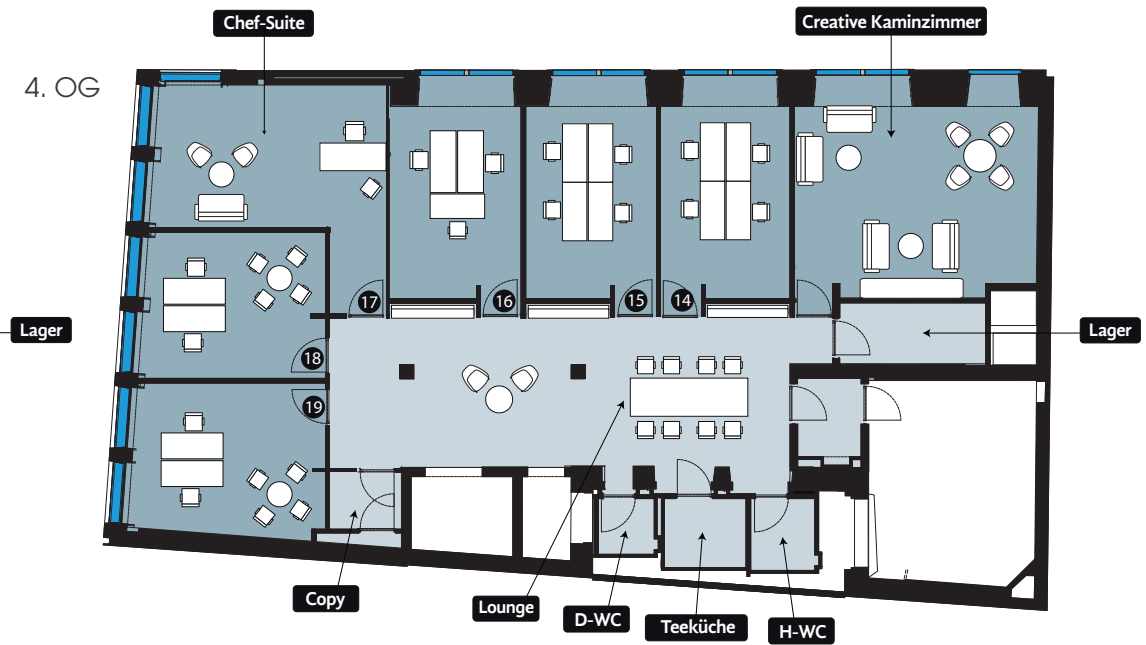 Chef-Suite
Creative Kaminzimmer
4. OG
17
16
15
14
Lager
Lager
18
19
Copy
Lounge
D-WC
Teeküche
H-WC